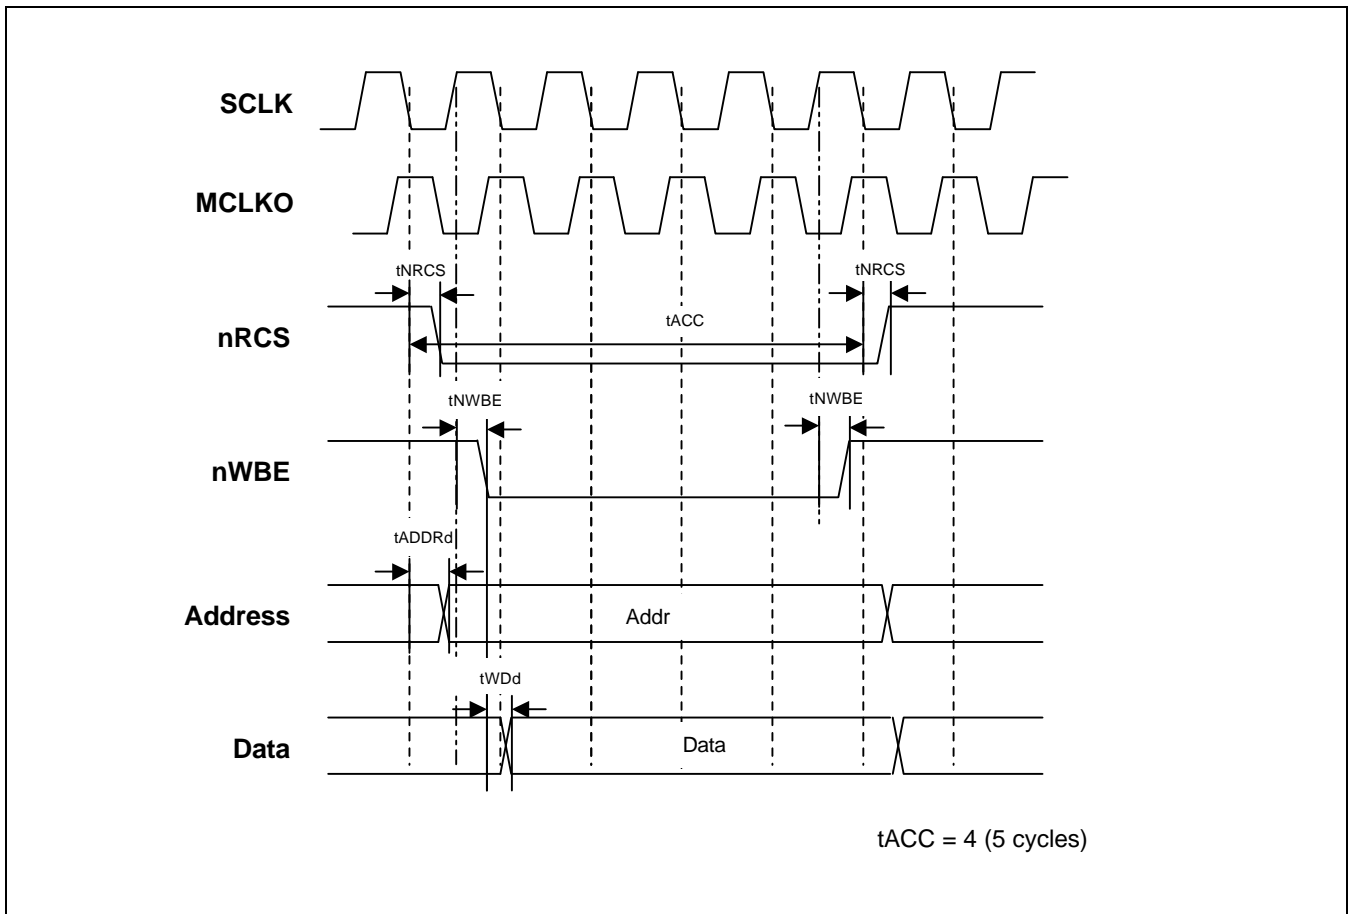 SCLK
MCLKO
tNRCS
tNRCS
nRCS
tACC
tNWBE
tNWBE
nWBE
tADDRd
Address
Addr
tWDd
Data
Data
tACC = 4 (5 cycles)